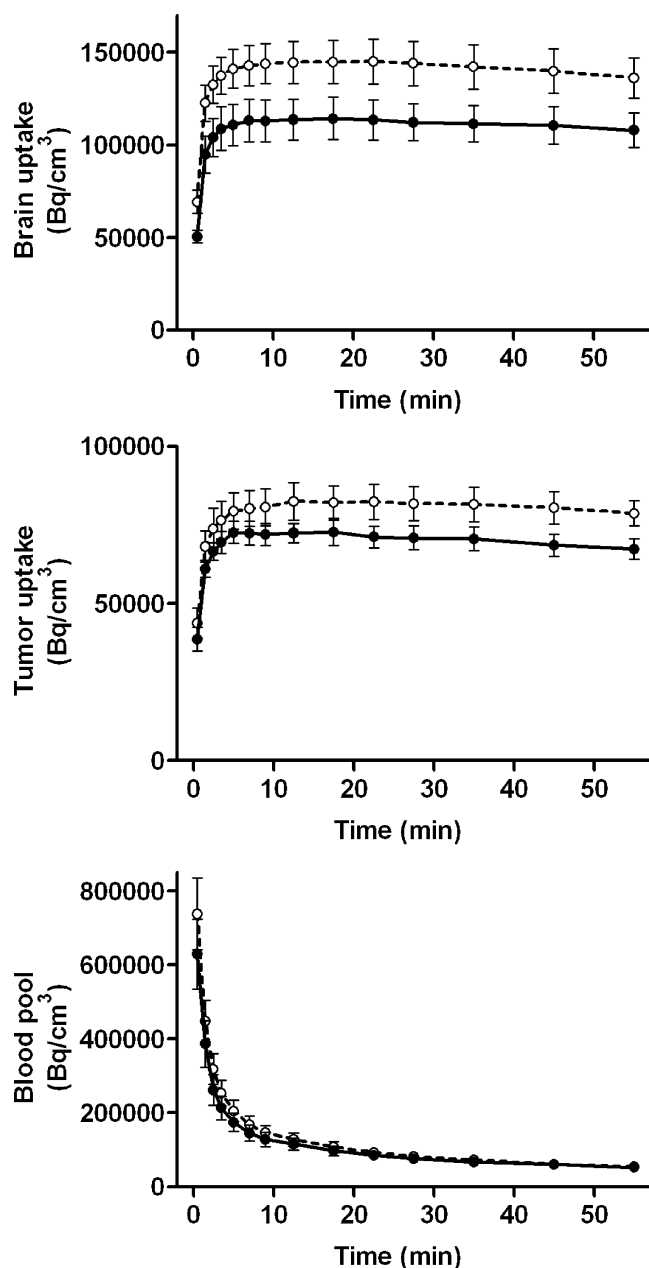 Brain uptake
(Bq/cm³)
150000
100000
50000
0
0 10 20 30 40 50
Time (min)
Tumor uptake
(Bq/cm³)
100000
50000
0
0 10 20 30 40 50
Time (min)
Blood pool
(Bq/cm³)
800000
600000
400000
200000
0
0 10 20 30 40 50
Time (min)